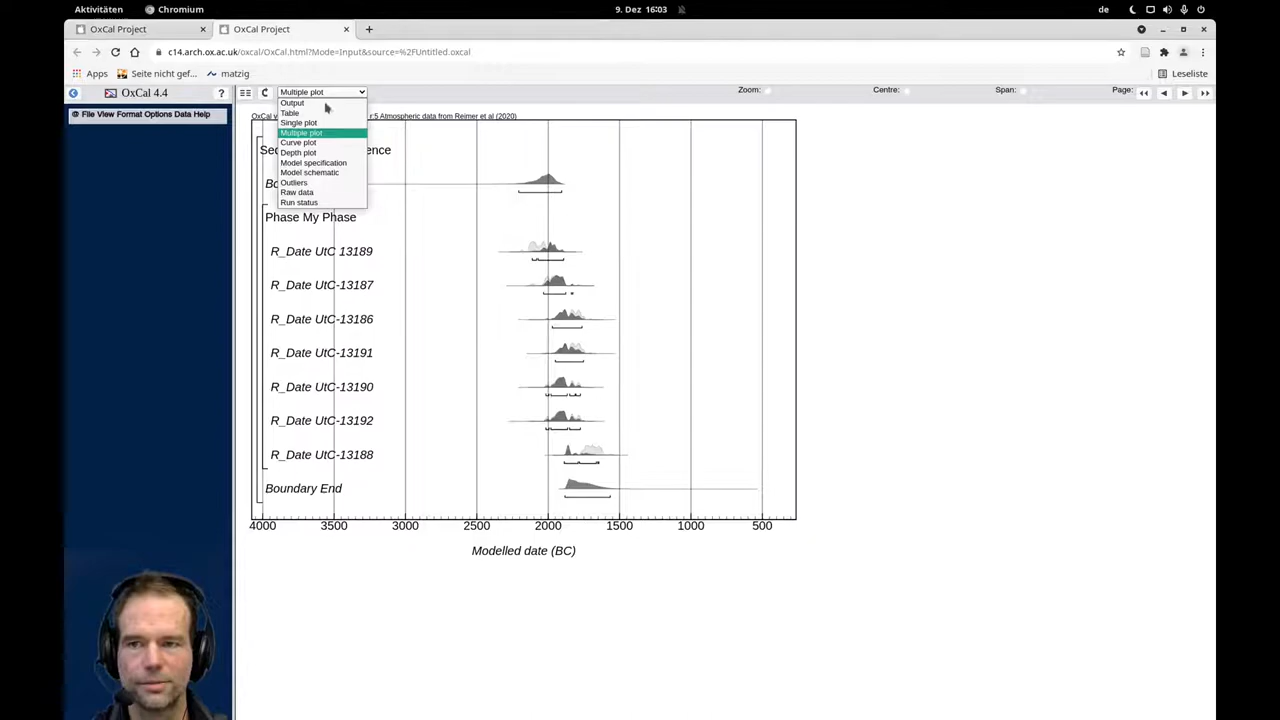 Aktivitäten
Chromium
9. Dez 16:03
de
OxCal Project
OxCal Project
c14.arch.ox.ac.uk/oxcal/OxCal.html?Mode=Input&source=%2FUntitled.oxcal
Apps
Seite nicht gef...
matzig
Leseliste
OxCal 4.4
?
Multiple plot
Zoom:
Centre:
Span:
Page:
File View Format Options Data Help
Output
Table
Single plot
Multiple plot
Curve plot
Depth plot
Model specification
Model schematic
Outliers
Raw data
Run status
OxCal v
r:5 Atmospheric data from Reimer et al (2020)
Phase My Phase
R_Date UtC 13189
R_Date UtC-13187
R_Date UtC-13186
R_Date UtC-13191
R_Date UtC-13190
R_Date UtC-13192
R_Date UtC-13188
Boundary End
4000 3500 3000 2500 2000 1500 1000 500
Modelled date (BC)